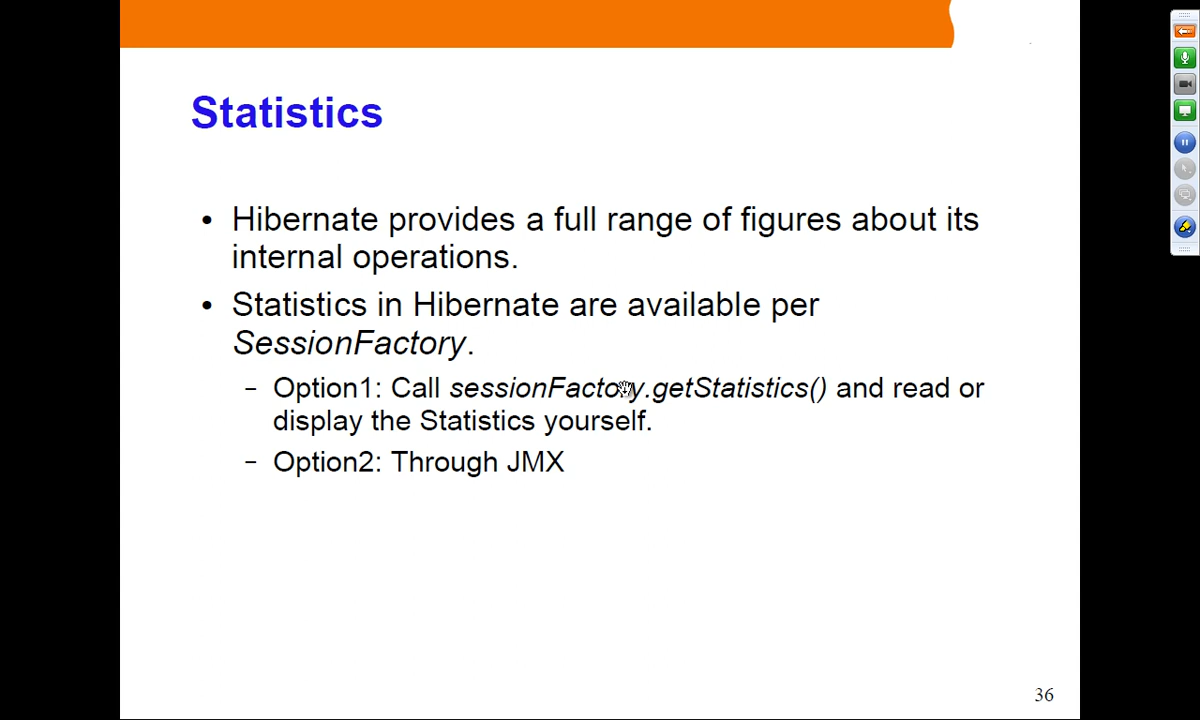 Statistics
• Hibernate provides a full range of figures about its
internal operations.
• Statistics in Hibernate are available per
SessionFactory.
– Option1: Call sessionFactory.getStatistics() and read or
display the Statistics yourself.
– Option2: Through JMX
36